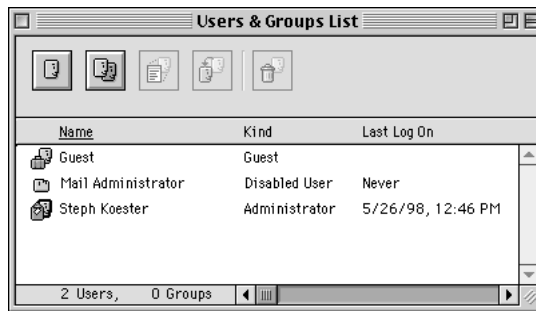 Users & Groups List
Name Kind Last Log On
Guest Guest
Mail Administrator Disabled User Never
Steph Koester Administrator 5/26/98, 12:46 PM
2 Users, 0 Groups